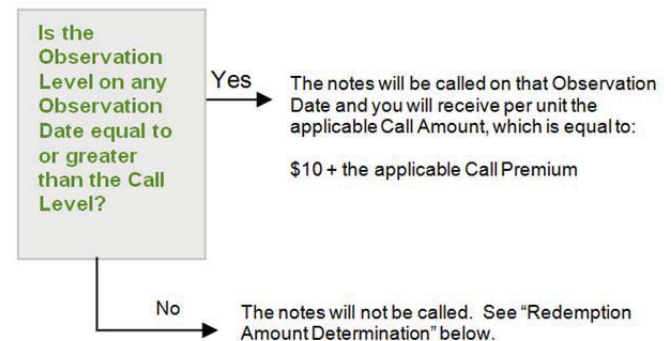 Is the
Observation
Level on any
Observation
Date equal to
or greater
than the Call
Level?
Yes
The notes will be called on that Observation
Date and you will receive per unit the
applicable Call Amount, which is equal to:
$10 + the applicable Call Premium
No
The notes will not be called. See “Redemption
Amount Determination” below.